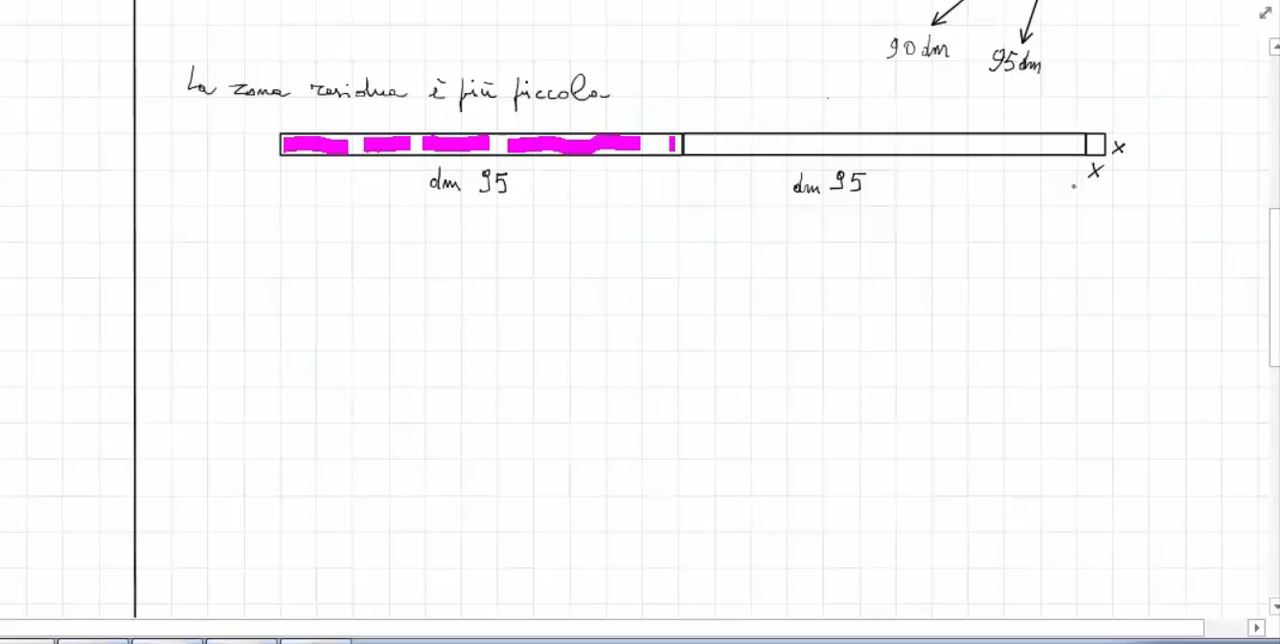 90 dm
95 dm
La zona residua è più piccola
x
x
dm 95
dm 95